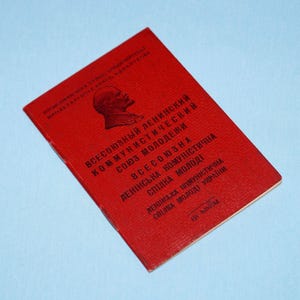 ВСЕСОЮЗНЫЙ ЛЕНИНСКИЙ
КОММУНИСТИЧЕСКИЙ
СОЮЗ МОЛОДЕЖИ
ВСЕСОЮЗНА
ЛЕНІНСЬКА КОМУНІСТИЧНА
СПІЛКА МОЛОДІ
ЛЕНІНСЬКА КОМУНІСТИЧНА
СПІЛКА МОЛОДІ УКРАЇНИ